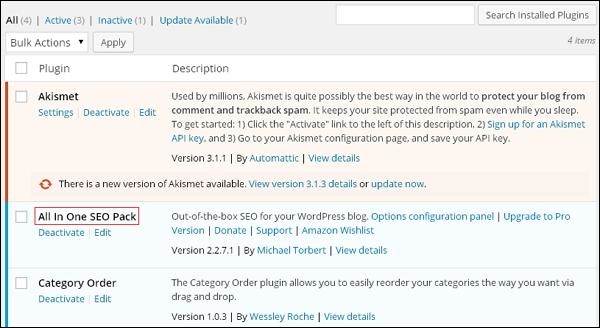 All (4) | Active (3) | Inactive (1) | Update Available (1)
Search Installed Plugins
Bulk Actions
Apply
4 items
Plugin
Description
Akismet
Settings | Deactivate | Edit
Used by millions, Akismet is quite possibly the best way in the world to protect your blog from
comment and trackback spam. It keeps your site protected from spam even while you sleep.
To get started: 1) Click the "Activate" link to the left of this description, 2) Sign up for an Akismet
API key, and 3) Go to your Akismet configuration page, and save your API key.
Version 3.1.1 | By Automattic | View details
There is a new version of Akismet available. View version 3.1.3 details or update now.
All In One SEO Pack
Deactivate | Edit
Out-of-the-box SEO for your WordPress blog. Options configuration panel | Upgrade to Pro
Version | Donate | Support | Amazon Wishlist
Version 2.2.7.1 | By Michael Torbert | View details
Category Order
Deactivate | Edit
The Category Order plugin allows you to easily reorder your categories the way you want via
drag and drop.
Version 1.0.3 | By Wessley Roche | View details